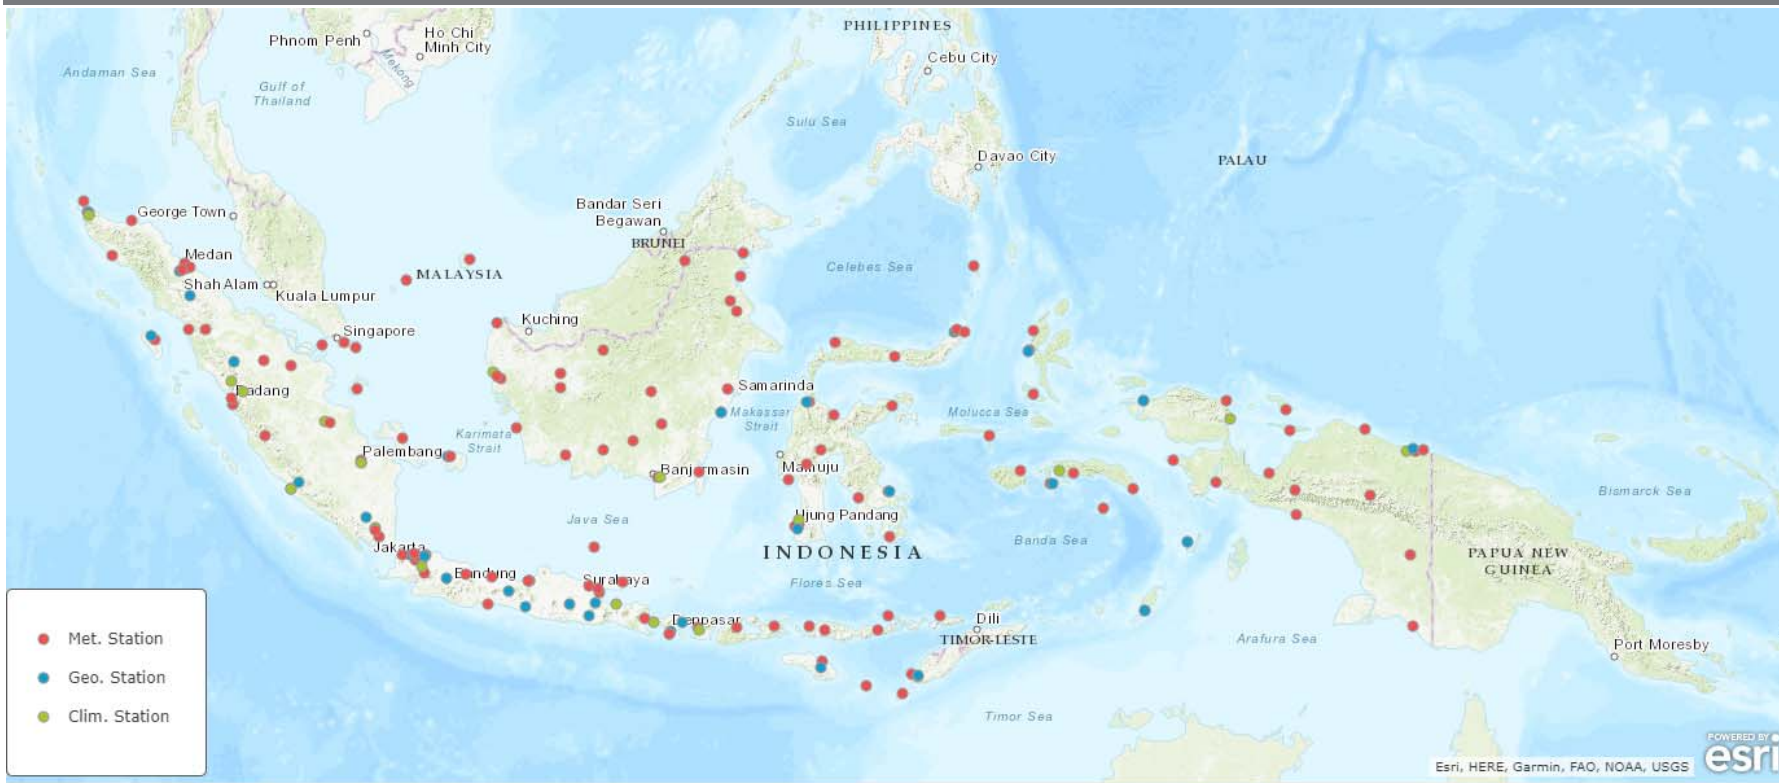 PHILIPPINES
Phnom Penh
Ho Chi
Minh City
Mekong
Cebu City
Andaman Sea
Gulf of
Thailand
Sulu Sea
Davao City
PALAU
George Town
Bandar Seri
Begawan
BRUNEI
Medan
MALAYSIA
Celebes Sea
Shah Alam
Kuala Lumpur
Kuching
Singapore
Padang
Samarinda
Makassar
Strait
Molucca Sea
Karimata
Strait
Palembang
Banjarmasin
Mamuju
Bismarck Sea
Java Sea
Ujung Pandang
Banda Sea
INDONESIA
Jakarta
PAPUA NEW
GUINEA
Bandung
Surabaya
Flores Sea
Denpasar
Dili
TIMOR-LESTE
Arafura Sea
Port Moresby
Met. Station
Geo. Station
Clim. Station
Timor Sea
POWERED BY
esri
Esri, HERE, Garmin, FAO, NOAA, USGS